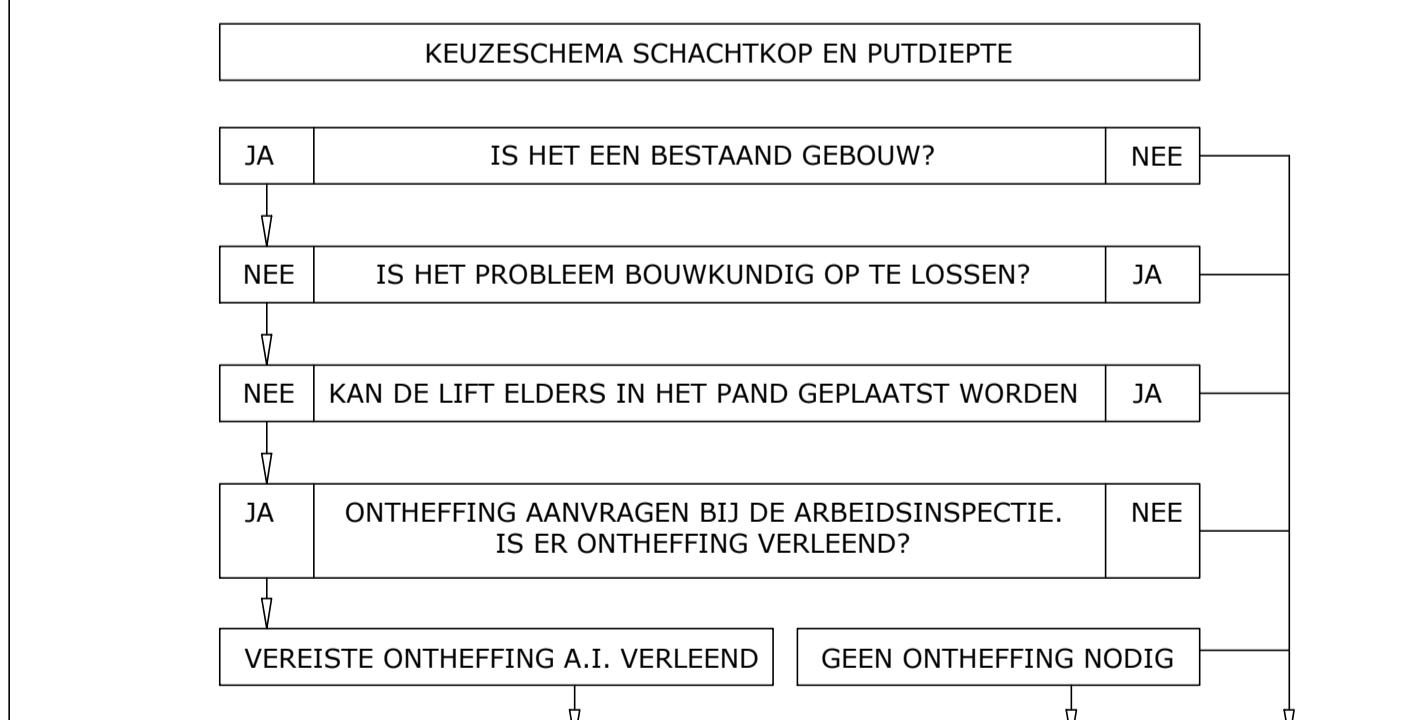 KEUZESCHEMA SCHACHTKOP EN PUTDIEPTE
JA IS HET EEN BESTAAND GEBOUW? NEE
NEE IS HET PROBLEEM BOUWKUNDIG OP TE LOSSEN? JA
NEE KAN DE LIFT ELDERS IN HET PAND GEPLAATST WORDEN JA
JA ONTHEFFING AANVRAGEN BIJ DE ARBEIDSINSPECTIE. NEE
IS ER ONTHEFFING VERLEEND?
VEREISTE ONTHEFFING A.I. VERLEEND GEEN ONTHEFFING NODIG